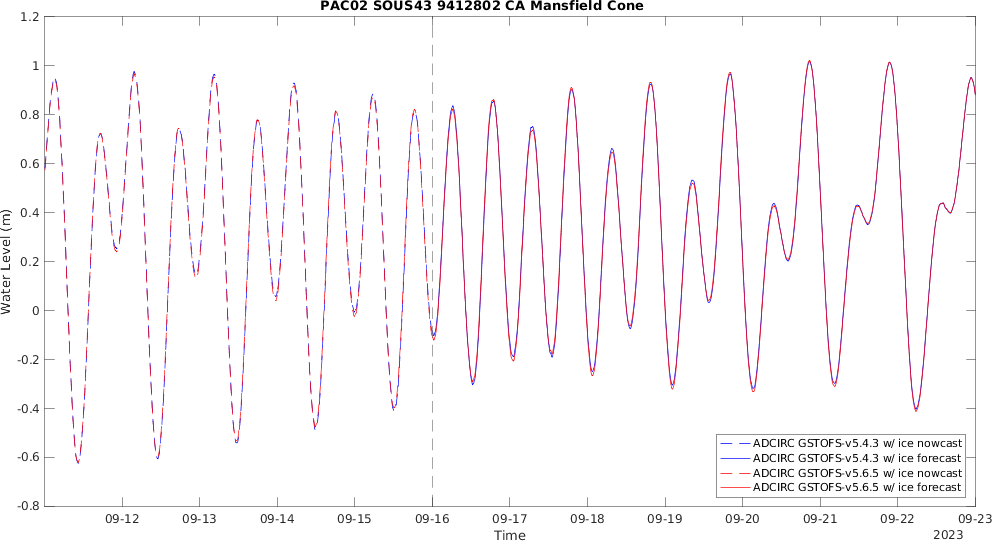 PAC02 SOUS43 9412802 CA Mansfield Cone
1.2
1
0.8
0.6
0.4
0.2
0
-0.2
-0.4
-0.6
-0.8
Water Level (m)
ADCIRC GSTOFS-v5.4.3 w/ ice nowcast
ADCIRC GSTOFS-v5.4.3 w/ ice forecast
ADCIRC GSTOFS-v5.6.5 w/ ice nowcast
ADCIRC GSTOFS-v5.6.5 w/ ice forecast
09-12 09-13 09-14 09-15 09-16 09-17 09-18 09-19 09-20 09-21 09-22 09-23
Time
2023